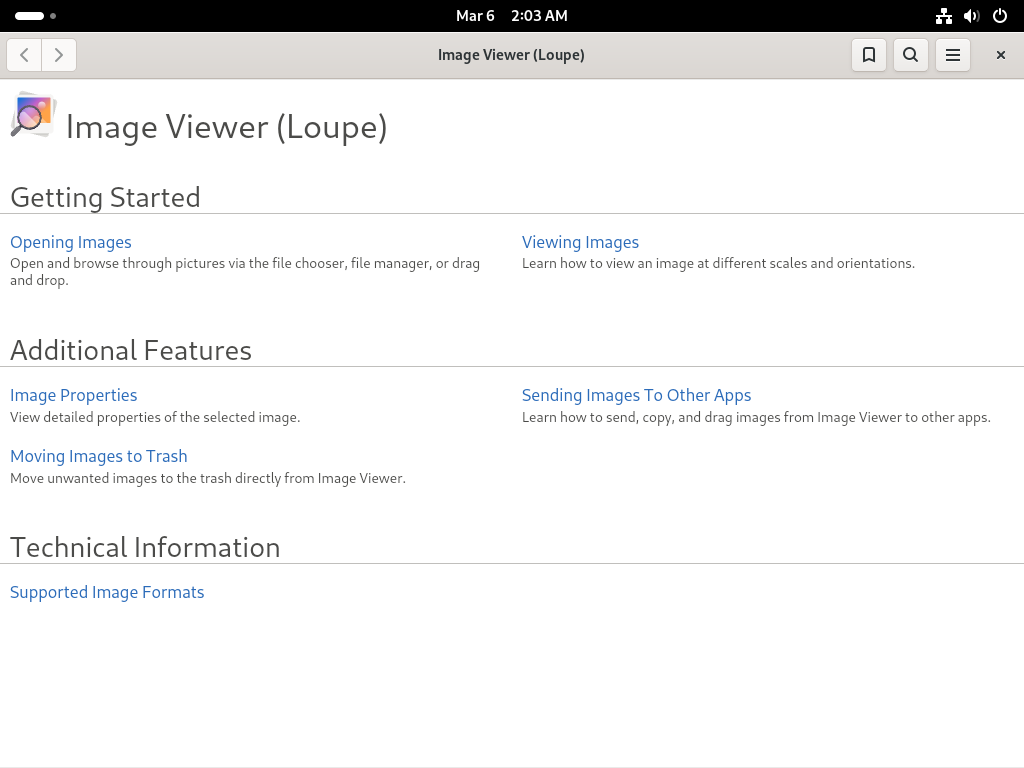 Mar 6 2:03 AM
Image Viewer (Loupe)
Image Viewer (Loupe)
Getting Started
Opening Images
Open and browse through pictures via the file chooser, file manager, or drag
and drop.
Viewing Images
Learn how to view an image at different scales and orientations.
Additional Features
Image Properties
View detailed properties of the selected image.
Sending Images To Other Apps
Learn how to send, copy, and drag images from Image Viewer to other apps.
Moving Images to Trash
Move unwanted images to the trash directly from Image Viewer.
Technical Information
Supported Image Formats